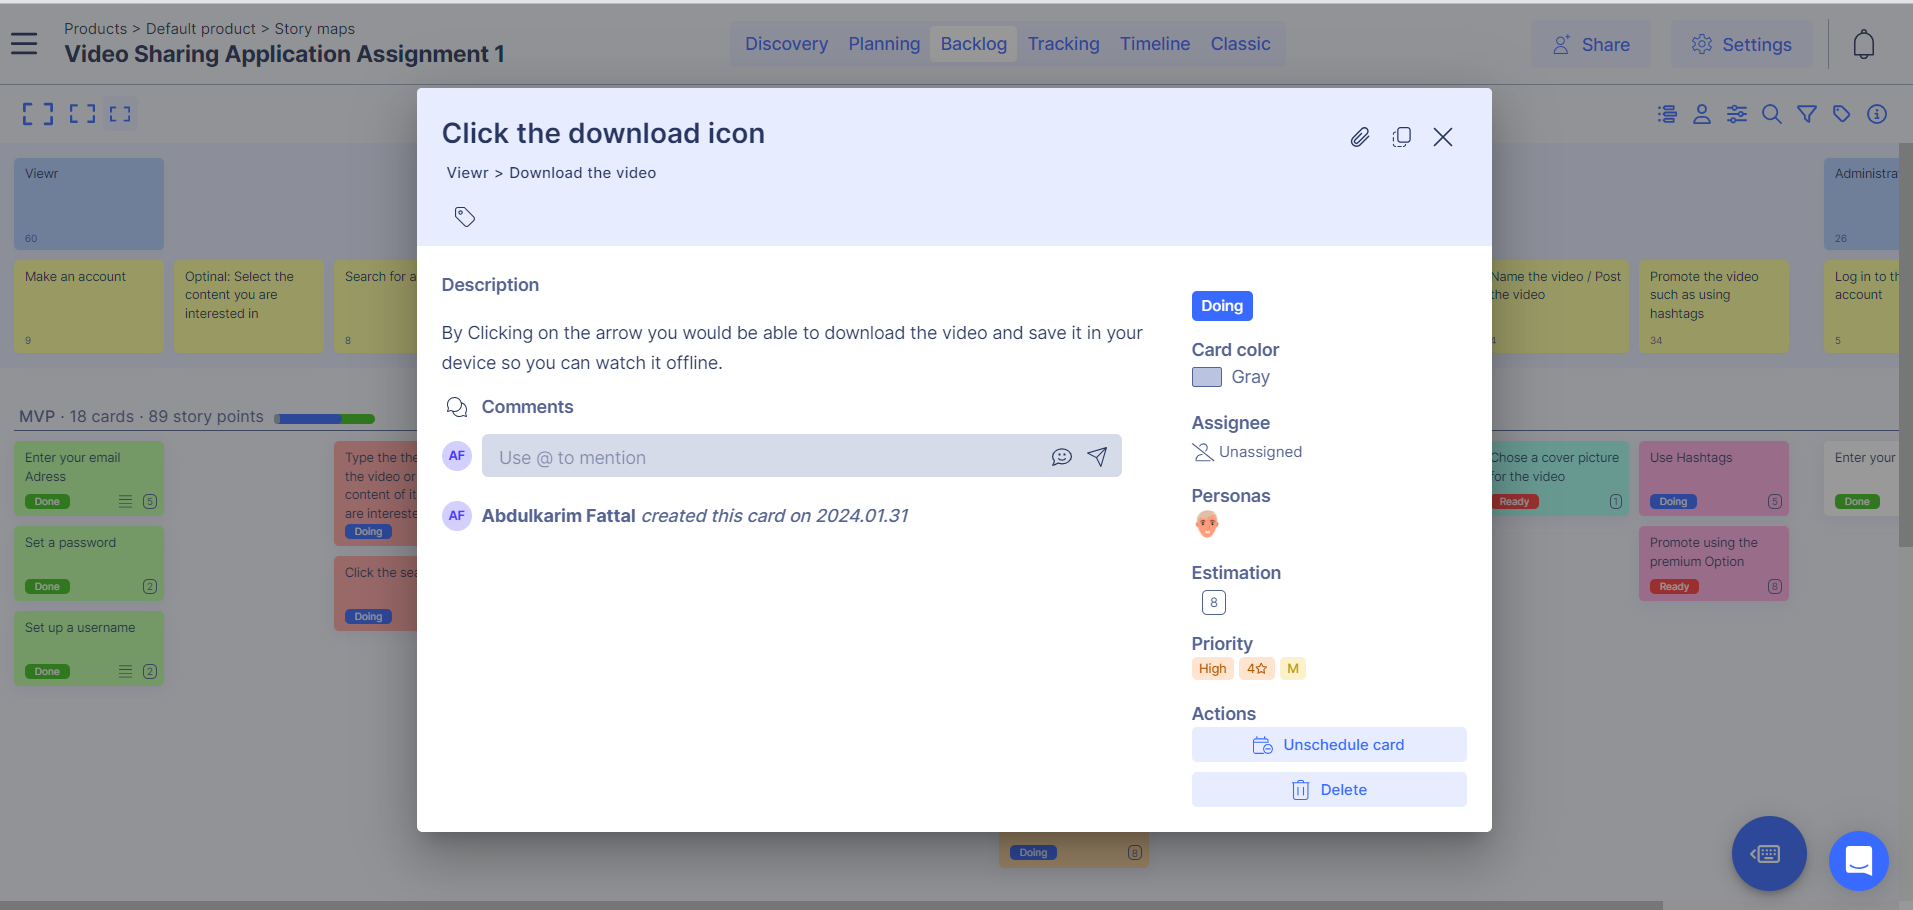 Products > Default product > Story maps
Video Sharing Application Assignment 1
Discovery
Planning
Backlog
Tracking
Timeline
Classic
Share
Settings
Click the download icon
Viewr > Download the video
Description
By Clicking on the arrow you would be able to download the video and save it in your
device so you can watch it offline.
Comments
AF
Use @ to mention
AF
Abdulkarim Fattal created this card on 2024.01.31
Doing
Card color
Gray
Assignee
Unassigned
Personas
Estimation
8
Priority
High
4
M
Actions
Unschedule card
Delete
Viewr
60
Administra
26
Make an account
9
Optinal: Select the
content you are
interested in
Search for a
8
Name the video / Post
the video
4
Promote the video
such as using
hashtags
34
Log in to th
account
5
MVP · 18 cards · 89 story points
Enter your email
Adress
Done
5
Set a password
Done
2
Set up a username
Done
2
Type the the
the video or
content of it
are intereste
Doing
Click the sea
Doing
Doing
8
Chose a cover picture
for the video
Ready
1
Use Hashtags
Doing
5
Promote using the
premium Option
Ready
8
Enter your
Done